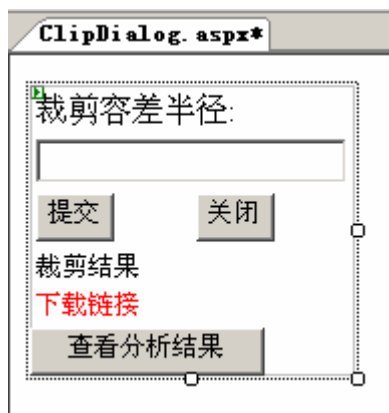 ClipDialog.aspx*
裁剪容差半径:
提交 关闭
裁剪结果
下载链接
查看分析结果